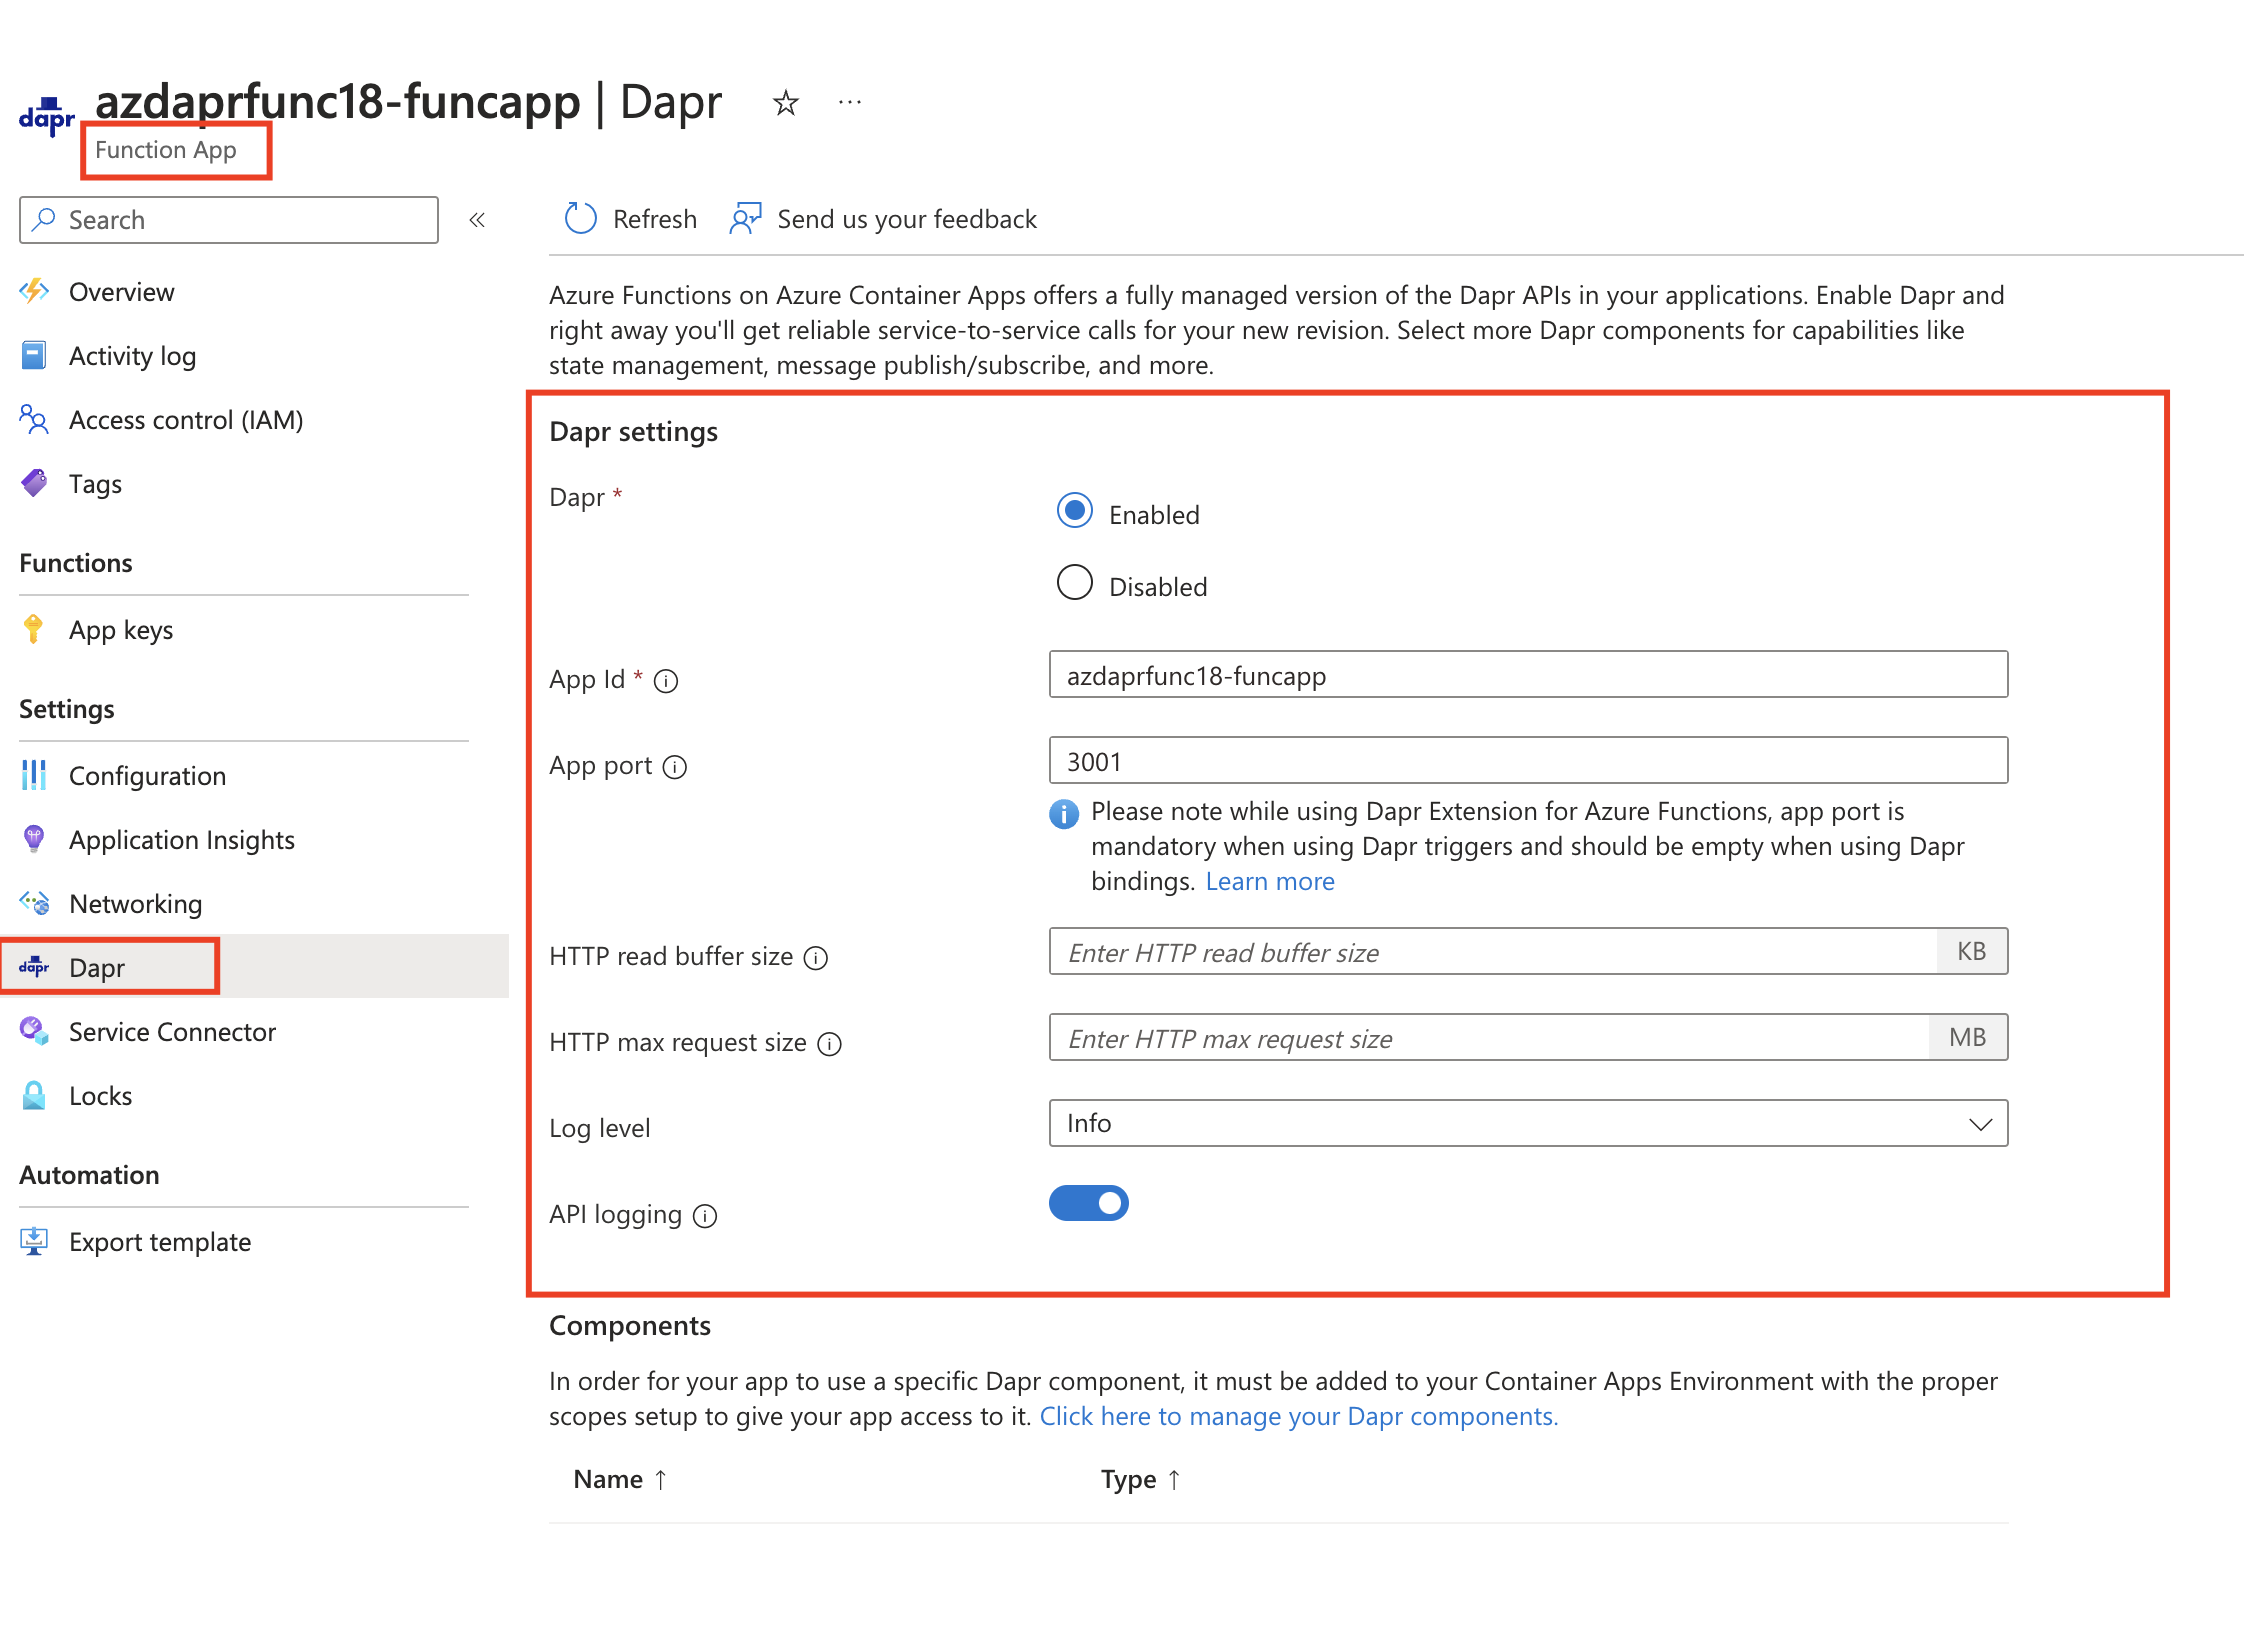 dapr
azdaprfunc18-funcapp | Dapr
Function App
Search
Overview
Activity log
Access control (IAM)
Tags
Functions
App keys
Settings
Configuration
Application Insights
Networking
dapr Dapr
Service Connector
Locks
Automation
Export template
Refresh Send us your feedback
Azure Functions on Azure Container Apps offers a fully managed version of the Dapr APIs in your applications. Enable Dapr and
right away you'll get reliable service-to-service calls for your new revision. Select more Dapr components for capabilities like
state management, message publish/subscribe, and more.
Dapr settings
Dapr *
Enabled
Disabled
App Id *
azdaprfunc18-funcapp
App port
3001
Please note while using Dapr Extension for Azure Functions, app port is
mandatory when using Dapr triggers and should be empty when using Dapr
bindings. Learn more
HTTP read buffer size
Enter HTTP read buffer size KB
HTTP max request size
Enter HTTP max request size MB
Log level
Info
API logging
Components
In order for your app to use a specific Dapr component, it must be added to your Container Apps Environment with the proper
scopes setup to give your app access to it. Click here to manage your Dapr components.
Name ↑ Type ↑